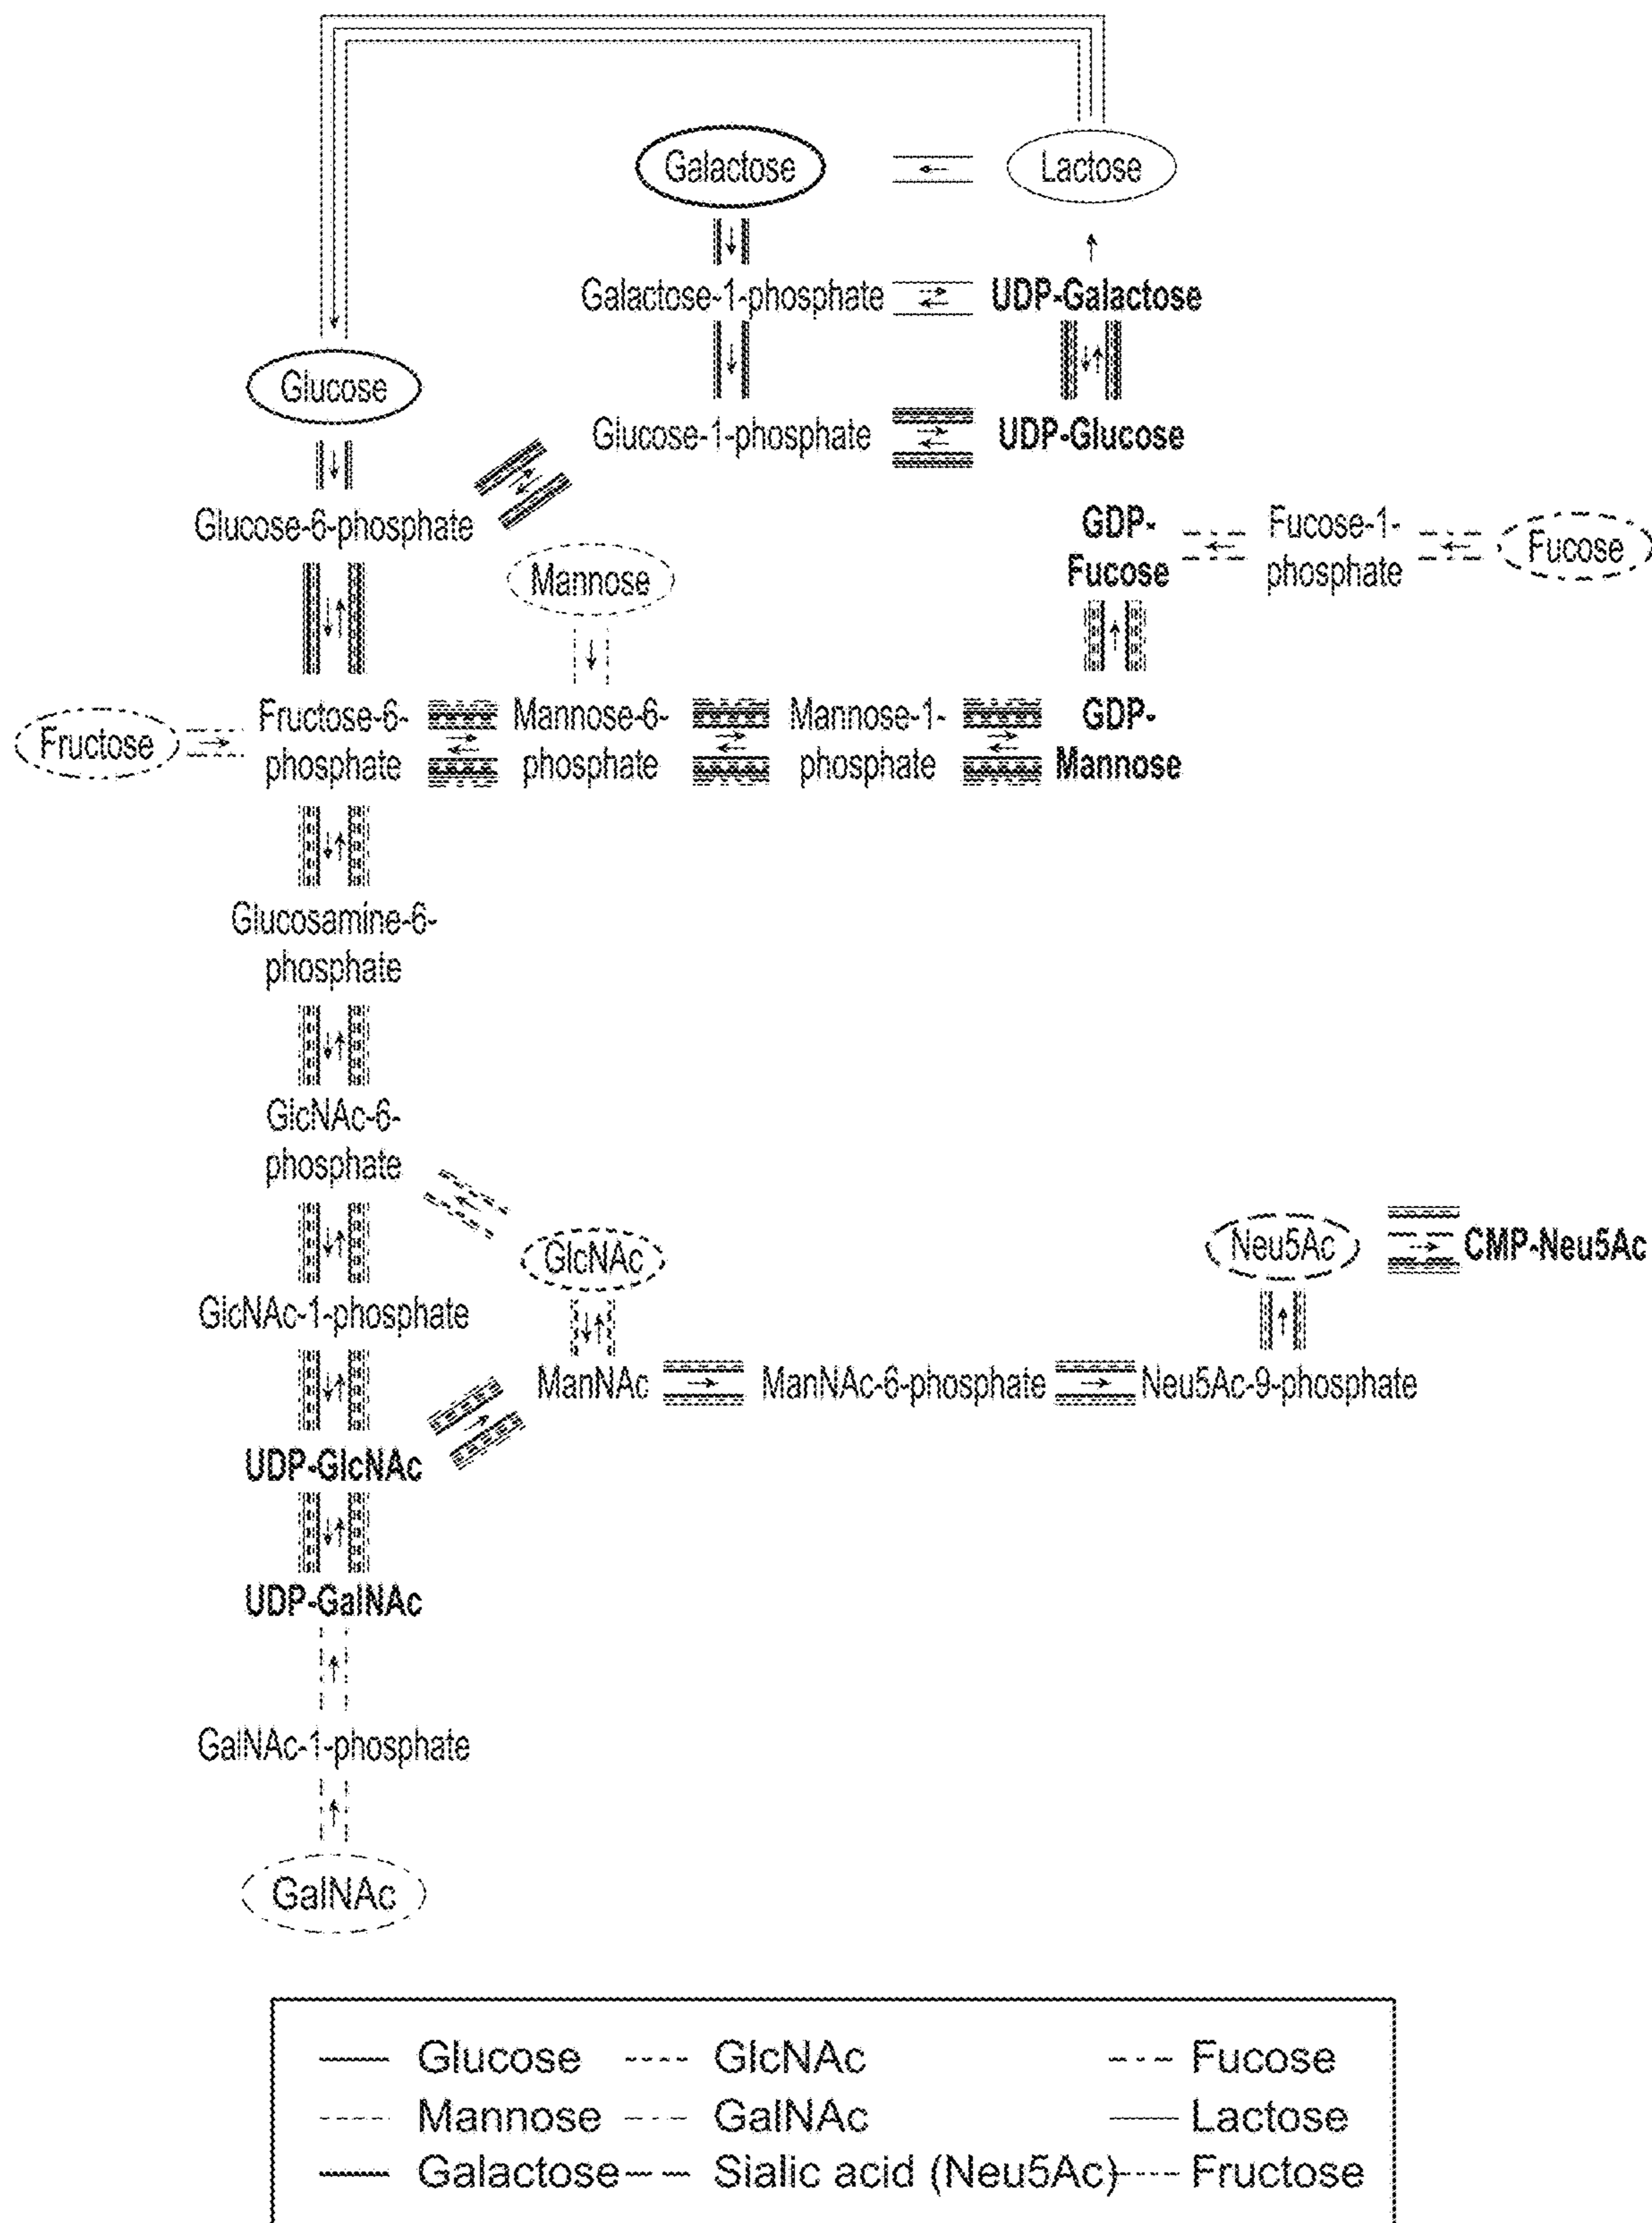 Galactose
Lactose
Galactose-1-phosphate
UDP-Galactose
Glucose
Glucose-1-phosphate
UDP-Glucose
Glucose-6-phosphate
GDP-
Fucose
Fucose-1-
phosphate
Fucose
Mannose
Fructose
Fructose-6-
phosphate
Mannose-6-
phosphate
Mannose-1-
phosphate
GDP-
Mannose
Glucosamine-6-
phosphate
GlcNAc-6-
phosphate
GlcNAc
Neu5Ac
CMP-Neu5Ac
GlcNAc-1-phosphate
ManNAc
ManNAc-6-phosphate
Neu5Ac-9-phosphate
UDP-GlcNAc
UDP-GalNAc
GalNAc-1-phosphate
GalNAc
Glucose
GlcNAc
Fucose
Mannose
GalNAc
Lactose
Galactose
Sialic acid (Neu5Ac)
Fructose